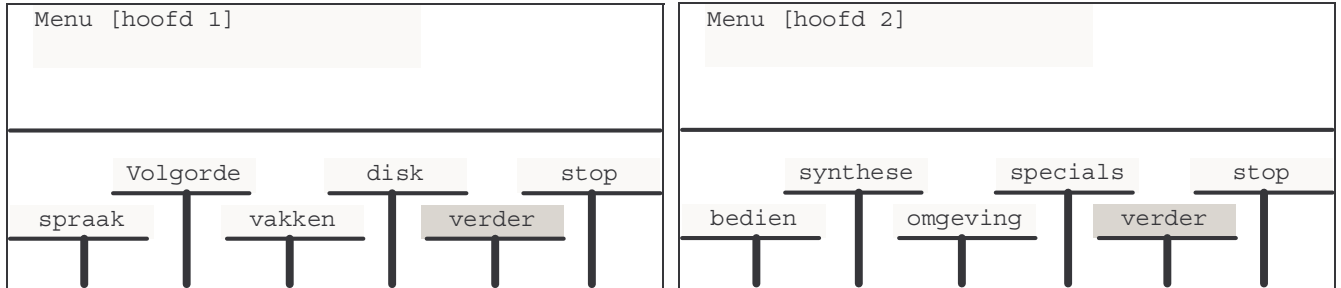 Menu [hoofd 1]
Volgorde disk stop
spraak vakken verder
Menu [hoofd 2]
synthese specials stop
bedien omgeving verder